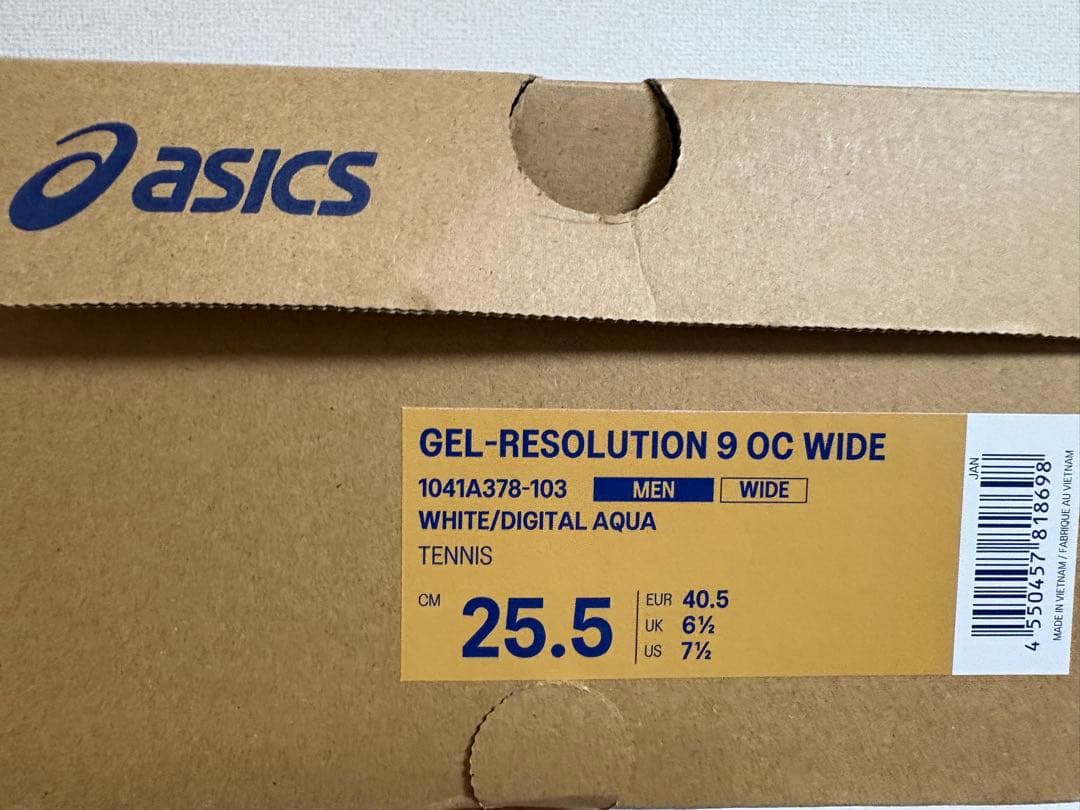 asics
GEL-RESOLUTION 9 OC WIDE
1041A378-103 MEN WIDE
WHITE/DIGITAL AQUA
TENNIS
CM 25.5
EUR 40.5
UK 6½
US 7½
JAN
4 550457 818698
MADE IN VIETNAM / FABRIQUE AU VIETNAM